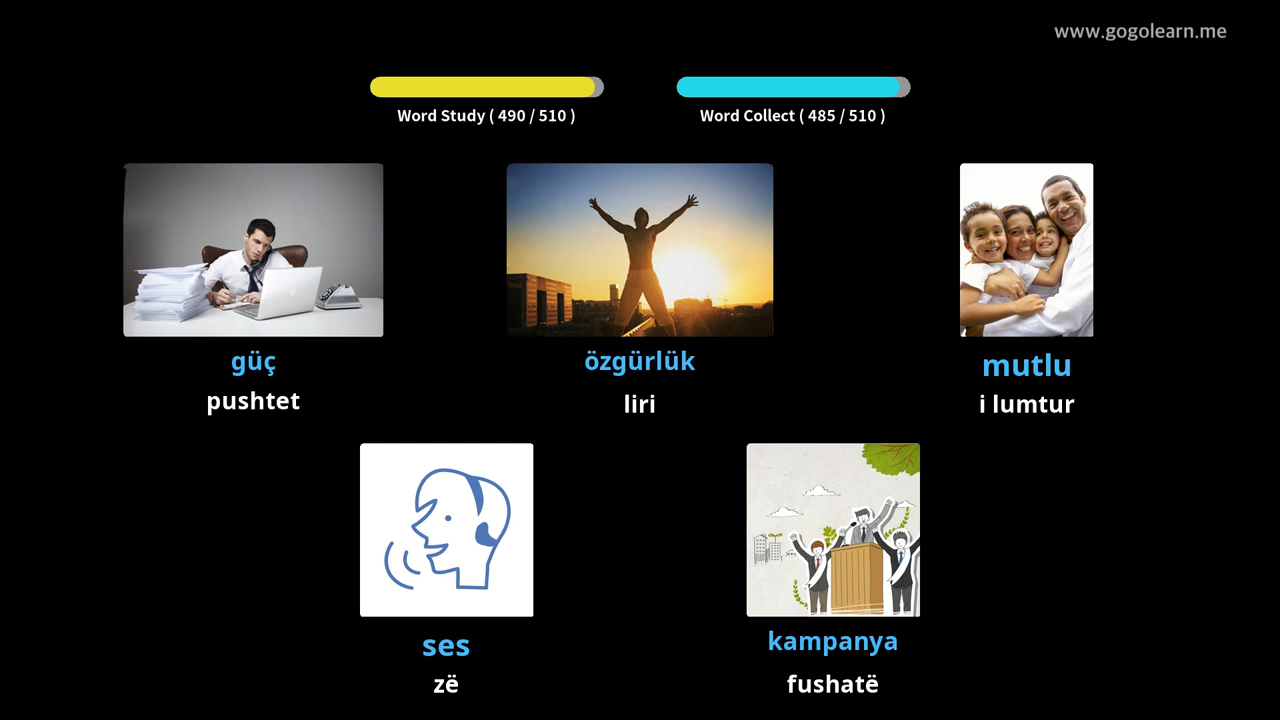 www.gogolearn.me
Word Study ( 490 / 510 )
Word Collect ( 485 / 510 )
güç
pushtet
özgürlük
liri
mutlu
i lumtur
ses
zë
kampanya
fushatë